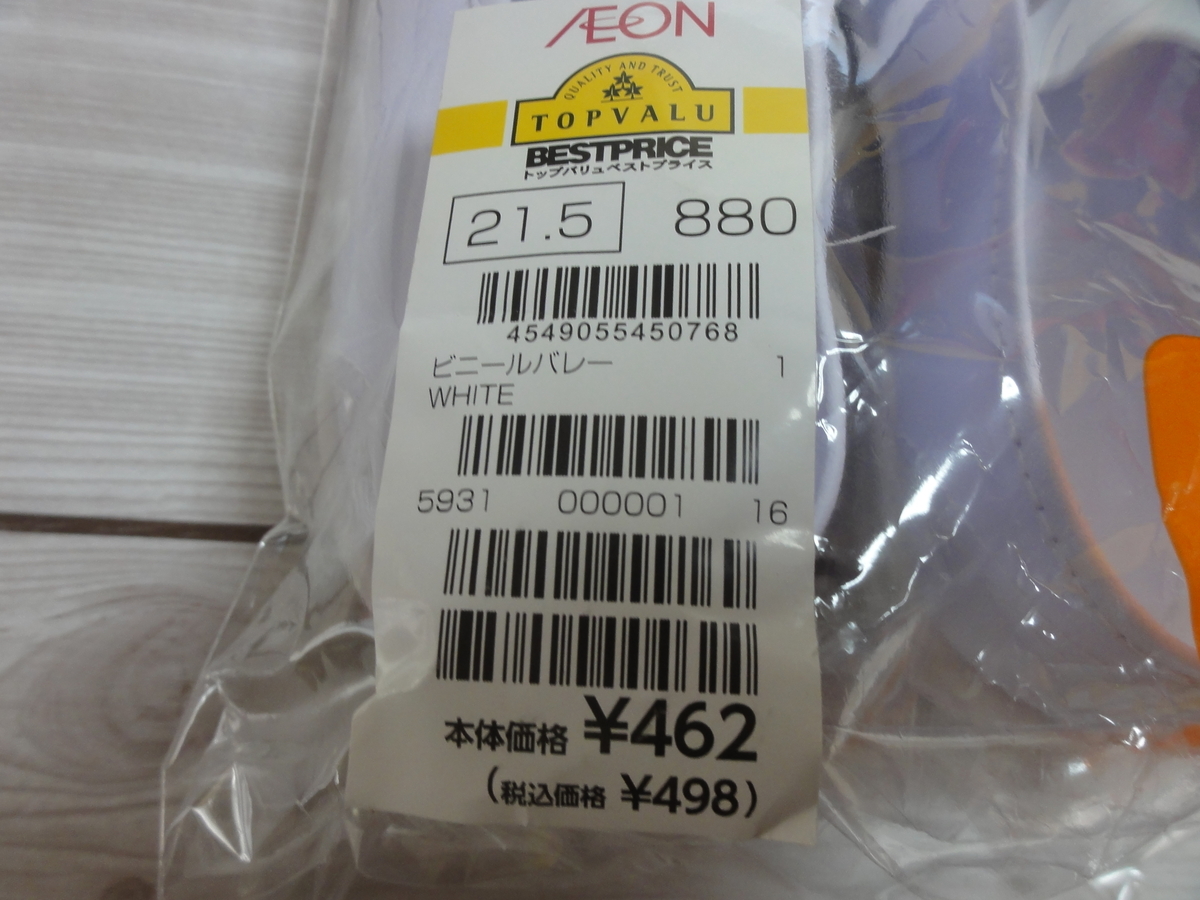 ÆON
QUALITY AND TRUST
TOPVALU
BESTPRICE
トップバリュベストプライス
21.5 880
4549055450768
ビニールバレー 1
WHITE
5931 000001 16
本体価格 ¥462
(税込価格 ¥498)